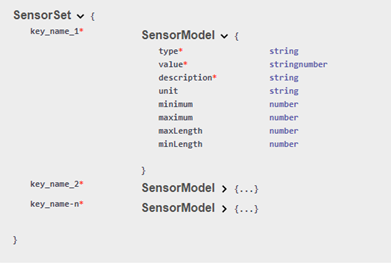 SensorSet {
key_name_1*
SensorModel {
type* string
value* stringnumber
description* string
unit string
minimum number
maximum number
maxLength number
minLength number
}
key_name_2* SensorModel {...}
key_name-n* SensorModel {...}
}